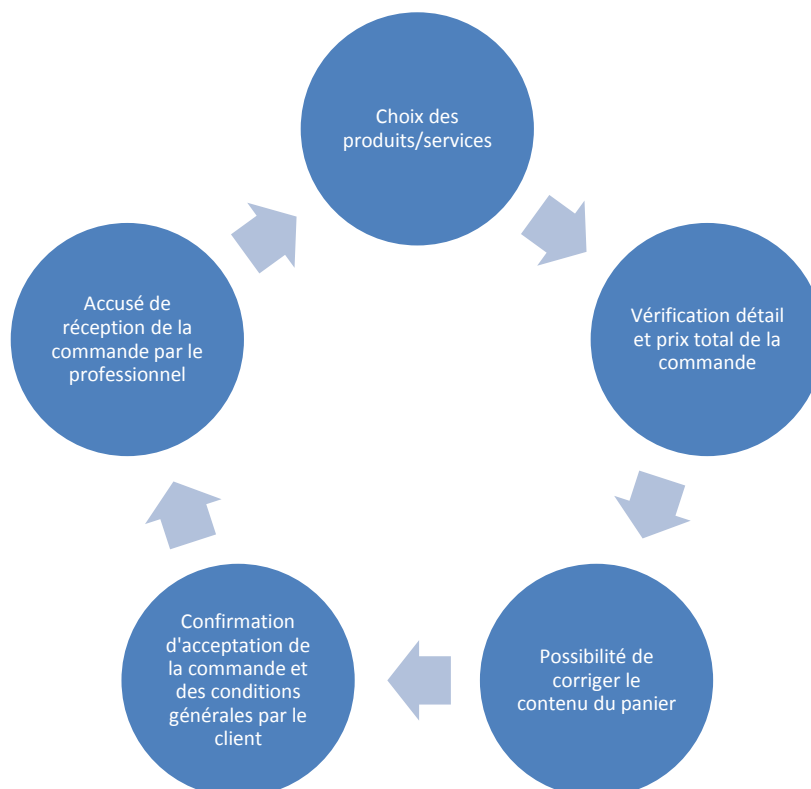 Choix des
produits/services
Vérification détail
et prix total de la
commande
Possibilité de
corriger le
contenu du panier
Confirmation
d'acceptation de
la commande et
des conditions
générales par le
client
Accusé de
réception de la
commande par le
professionnel